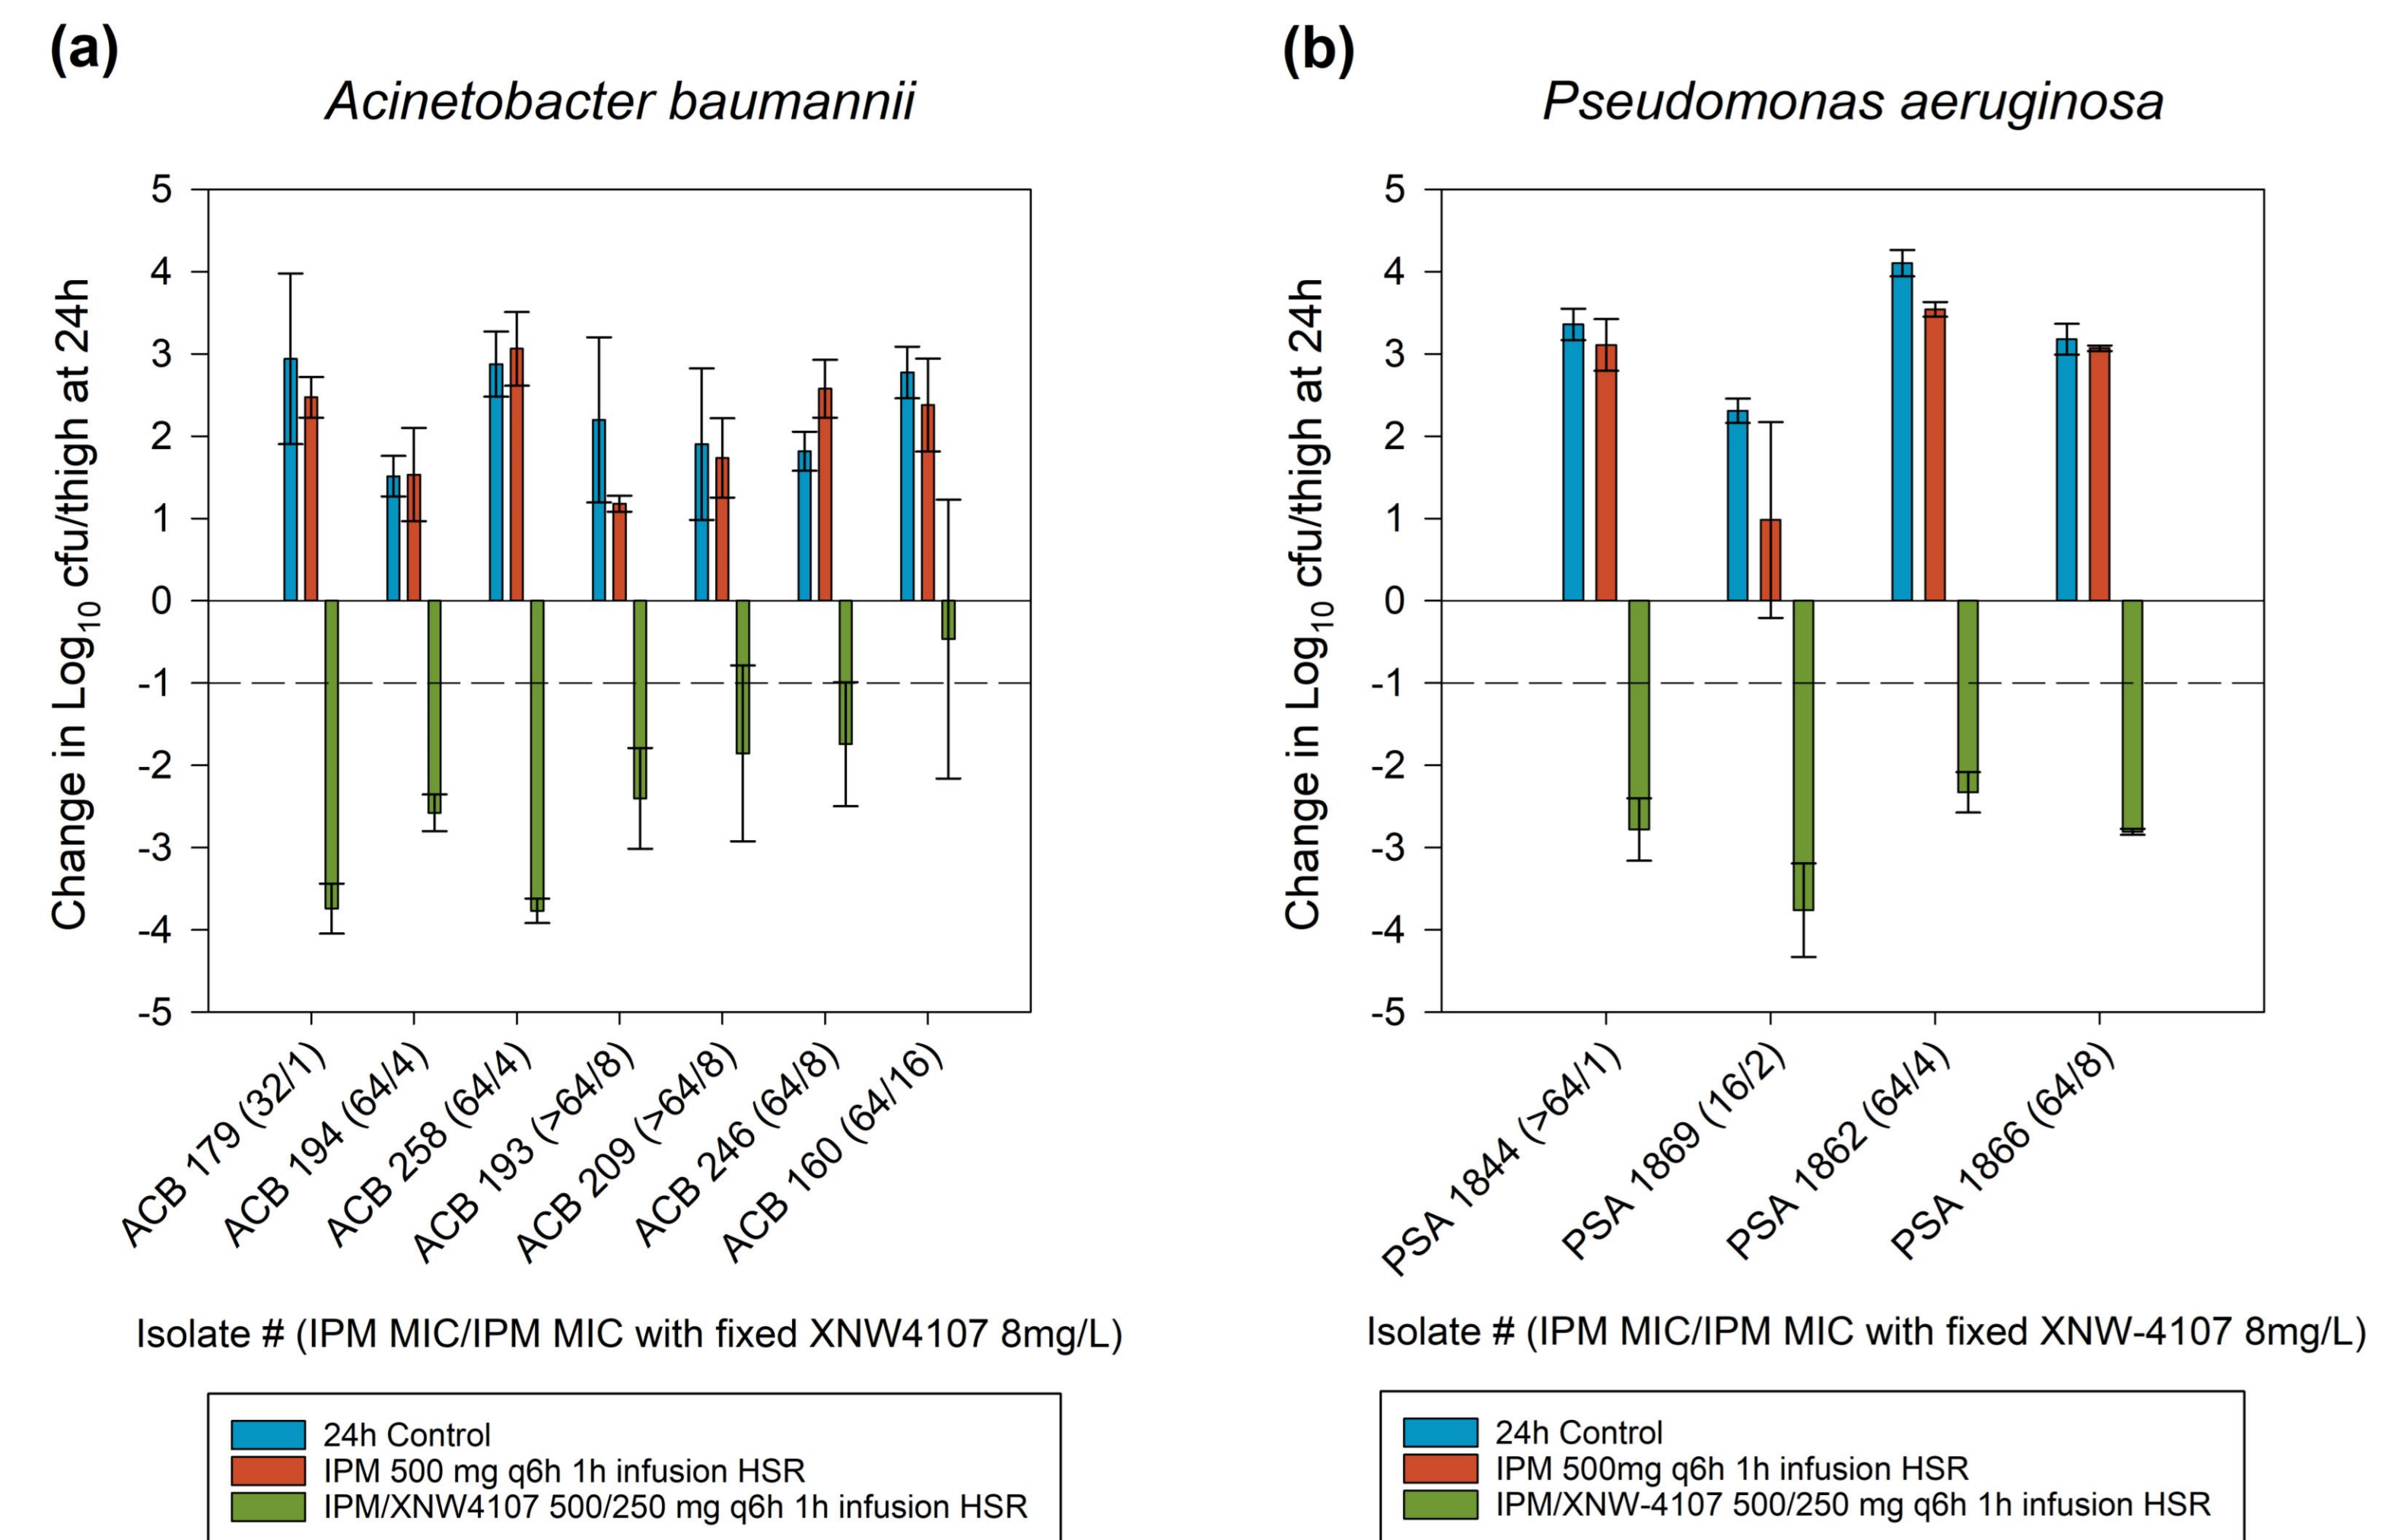 (a)
Acinetobacter baumannii
Change in Log10 cfu/thigh at 24h
5
4
3
2
1
0
-1
-2
-3
-4
-5
ACB 179 (32/1)
ACB 194 (64/4)
ACB 258 (64/4)
ACB 193 (>64/8)
ACB 209 (>64/8)
ACB 246 (64/8)
ACB 160 (64/16)
Isolate # (IPM MIC/IPM MIC with fixed XNW4107 8mg/L)
24h Control
IPM 500 mg q6h 1h infusion HSR
IPM/XNW4107 500/250 mg q6h 1h infusion HSR
(b)
Pseudomonas aeruginosa
Change in Log10 cfu/thigh at 24h
5
4
3
2
1
0
-1
-2
-3
-4
-5
PSA 1844 (>64/1)
PSA 1869 (16/2)
PSA 1862 (64/4)
PSA 1866 (64/8)
Isolate # (IPM MIC/IPM MIC with fixed XNW-4107 8mg/L)
24h Control
IPM 500mg q6h 1h infusion HSR
IPM/XNW-4107 500/250 mg q6h 1h infusion HSR